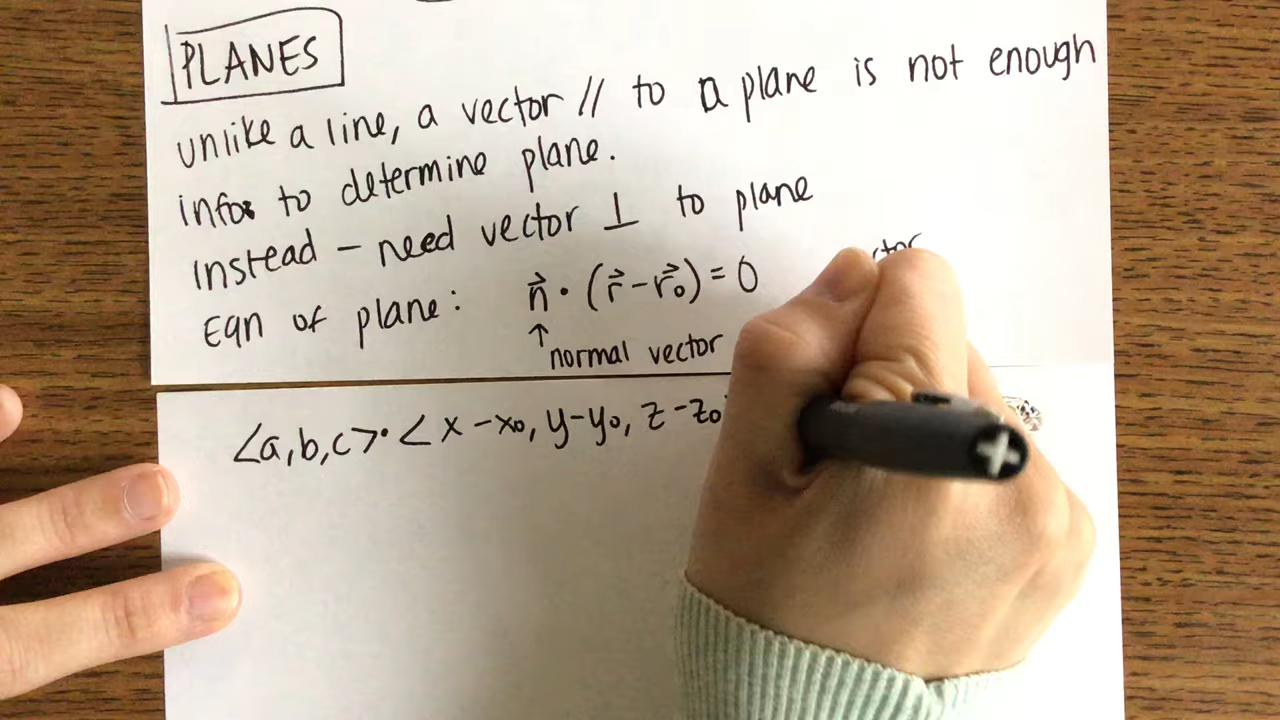 PLANES
unlike a line, a vector // to a plane is not enough
info to determine plane.
instead – need vector ⊥ to plane
Eqn of plane: n⃗ · (r⃗ – r⃗₀) = 0
↑ normal vector
<a,b,c> · < x – x₀, y – y₀, z – z₀